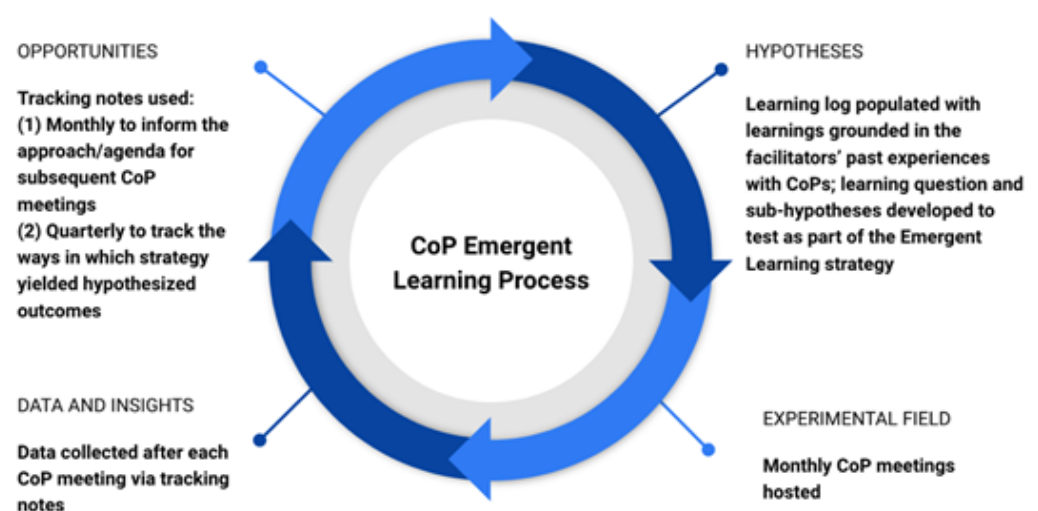 OPPORTUNITIES
Tracking notes used:
(1) Monthly to inform the
approach/agenda for
subsequent CoP
meetings
(2) Quarterly to track the
ways in which strategy
yielded hypothesized
outcomes
HYPOTHESES
Learning log populated with
learnings grounded in the
facilitators’ past experiences
with CoPs; learning question and
sub-hypotheses developed to
test as part of the Emergent
Learning strategy
CoP Emergent
Learning Process
DATA AND INSIGHTS
Data collected after each
CoP meeting via tracking
notes
EXPERIMENTAL FIELD
Monthly CoP meetings
hosted